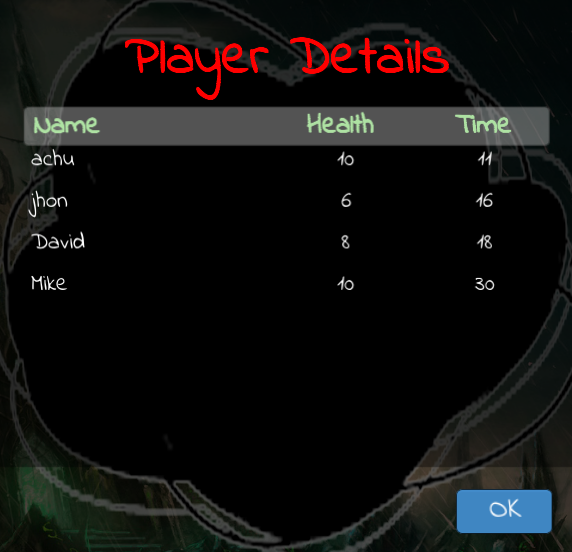 Player Details
Name Health Time
achu 10 11
jhon 6 16
David 8 18
Mike 10 30
OK